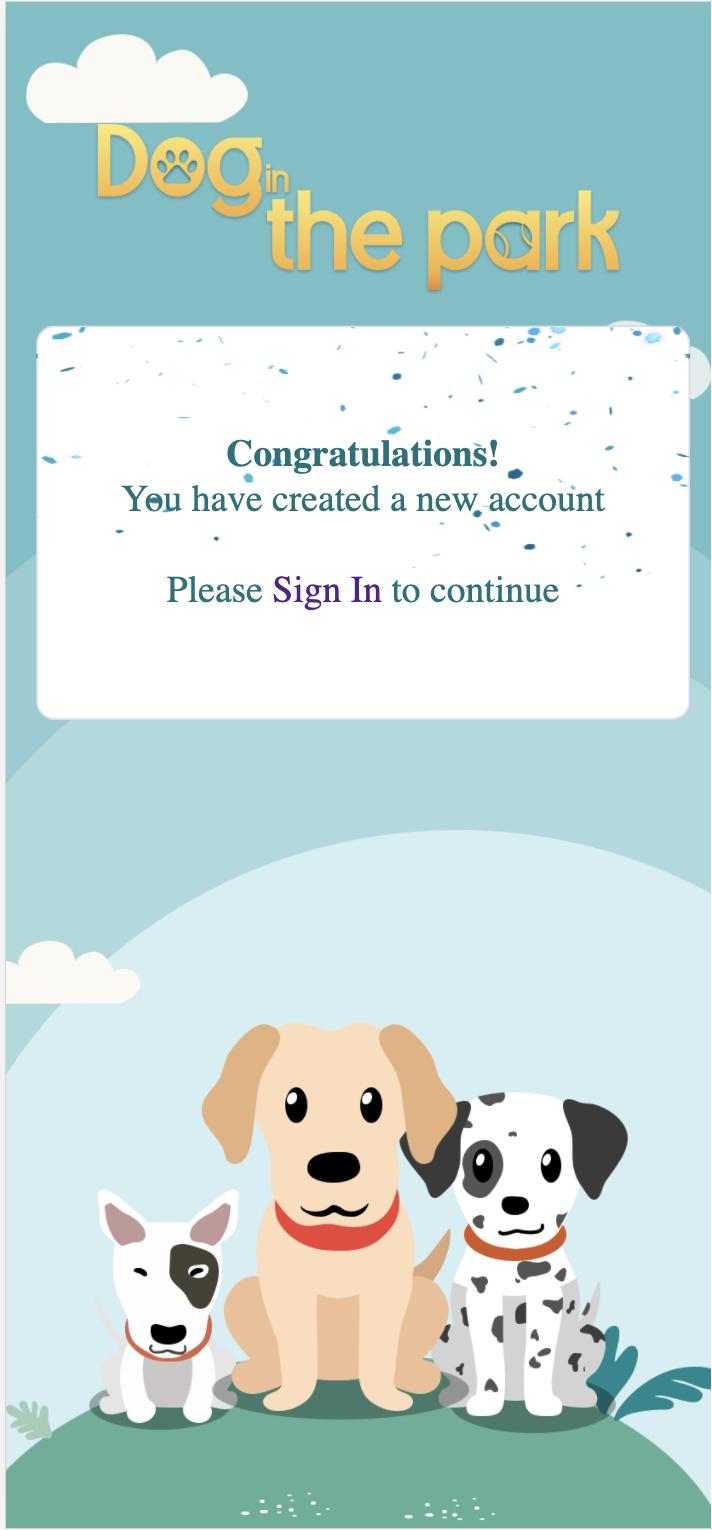 Dog in
the park
Congratulations!
You have created a new account
Please Sign In to continue